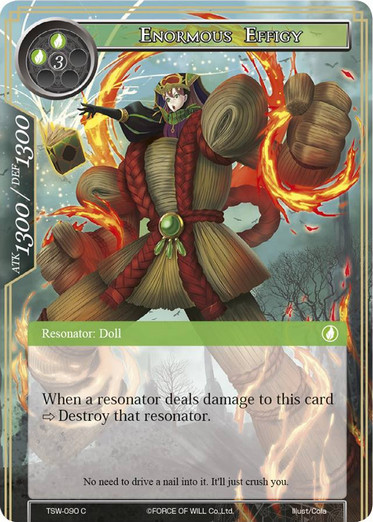 Enormous Effigy
3
ATK 1300 // DEF 1300
Resonator: Doll
When a resonator deals damage to this card
⇨ Destroy that resonator.
No need to drive a nail into it. It'll just crush you.
TSW-090 C ©FORCE OF WILL Co.,Ltd. Illust/Cola